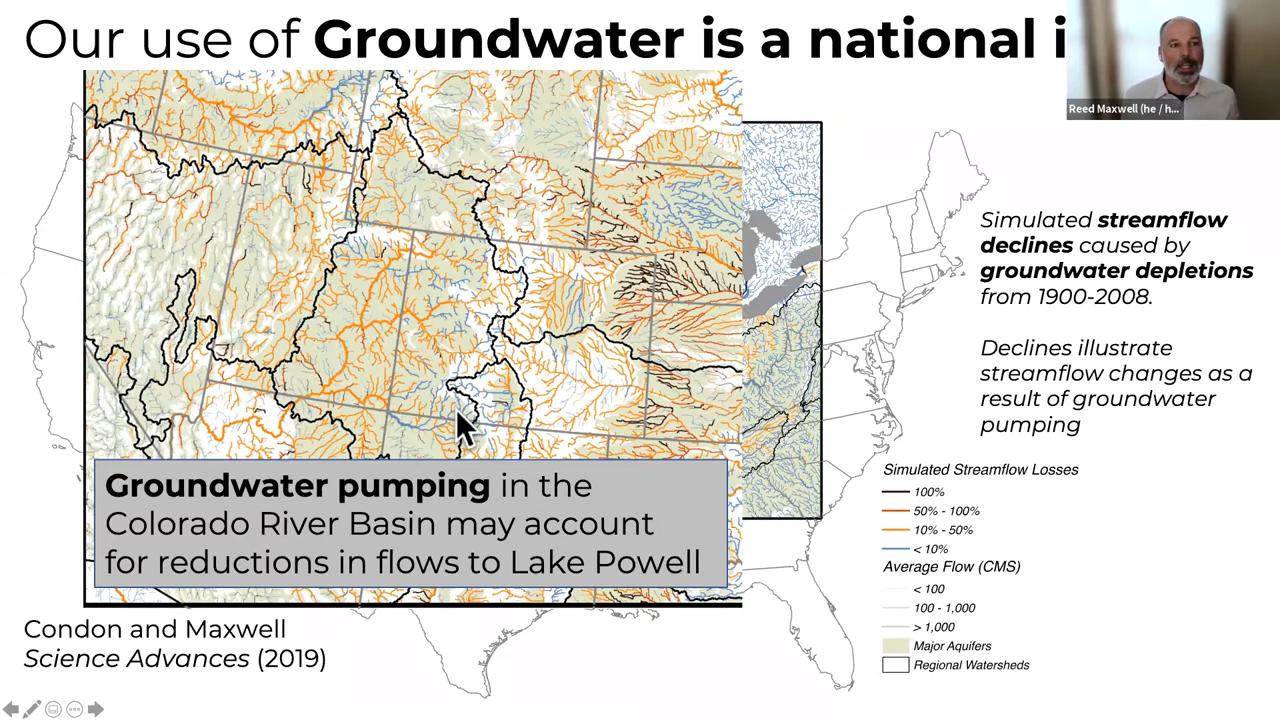 Our use of Groundwater is a national i
Reed Maxwell (he / h...
Simulated streamflow
declines caused by
groundwater depletions
from 1900-2008.
Declines illustrate
streamflow changes as a
result of groundwater
pumping
Groundwater pumping in the
Colorado River Basin may account
for reductions in flows to Lake Powell
Simulated Streamflow Losses
100%
50% - 100%
10% - 50%
< 10%
Average Flow (CMS)
< 100
100 - 1,000
> 1,000
Major Aquifers
Regional Watersheds
Condon and Maxwell
Science Advances (2019)